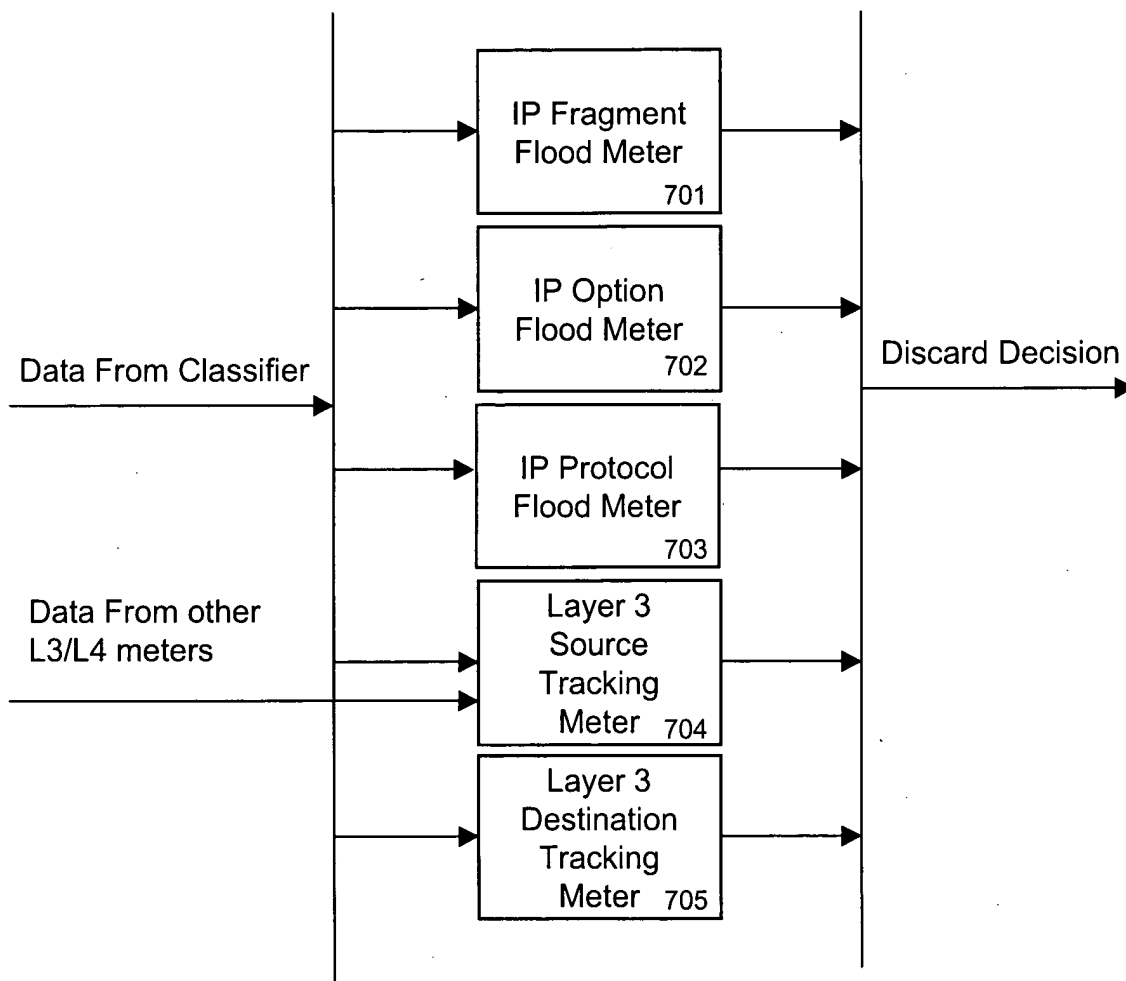 IP Fragment
Flood Meter
701
IP Option
Flood Meter
702
Data From Classifier
Discard Decision
IP Protocol
Flood Meter
703
Data From other
L3/L4 meters
Layer 3
Source
Tracking
Meter 704
Layer 3
Destination
Tracking
Meter 705